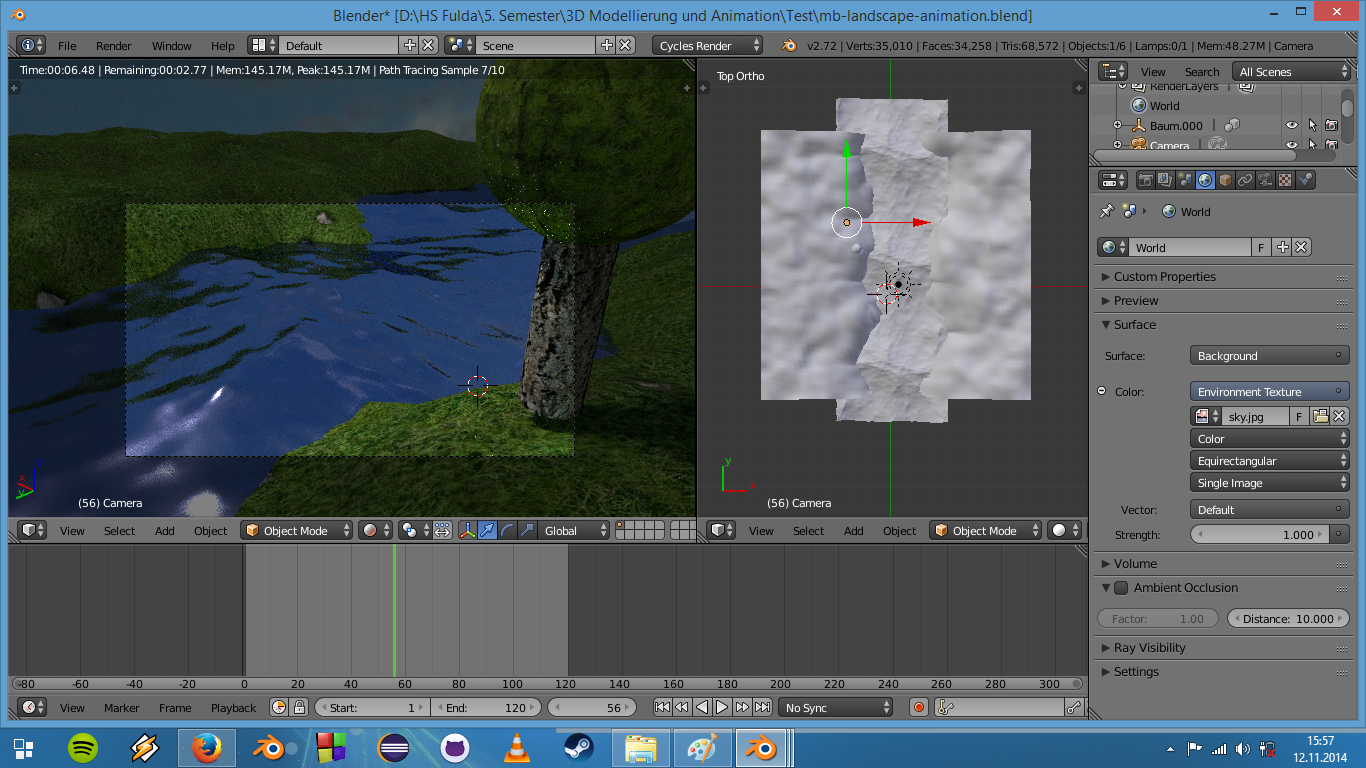 Blender* [D:\HS Fulda\5. Semester\3D Modellierung und Animation\Test\mb-landscape-animation.blend]
File Render Window Help Default Scene Cycles Render v2.72 | Verts:35,010 | Faces:34,258 | Tris:68,572 | Objects:1/6 | Lamps:0/1 | Mem:48.27M | Camera
Time:00:06.48 | Remaining:00:02.77 | Mem:145.17M, Peak:145.17M | Path Tracing Sample 7/10
Top Ortho
View Search All Scenes
RenderLayers
World
Baum.000
Camera
World
World F
Custom Properties
Preview
Surface
Surface: Background
Color: Environment Texture
sky.jpg F
Color
Equirectangular
Single Image
Vector: Default
Strength: 1.000
Volume
Ambient Occlusion
Factor: 1.00 Distance: 10.000
Ray Visibility
Settings
x
y
z
(56) Camera
y
x
(56) Camera
View Select Add Object Object Mode Global
View Select Add Object Object Mode
-80 -60 -40 -20 0 20 40 60 80 100 120 140 160 180 200 220 240 260 280 300
View Marker Frame Playback Start: 1 End: 120 56 No Sync
15:57
12.11.2014